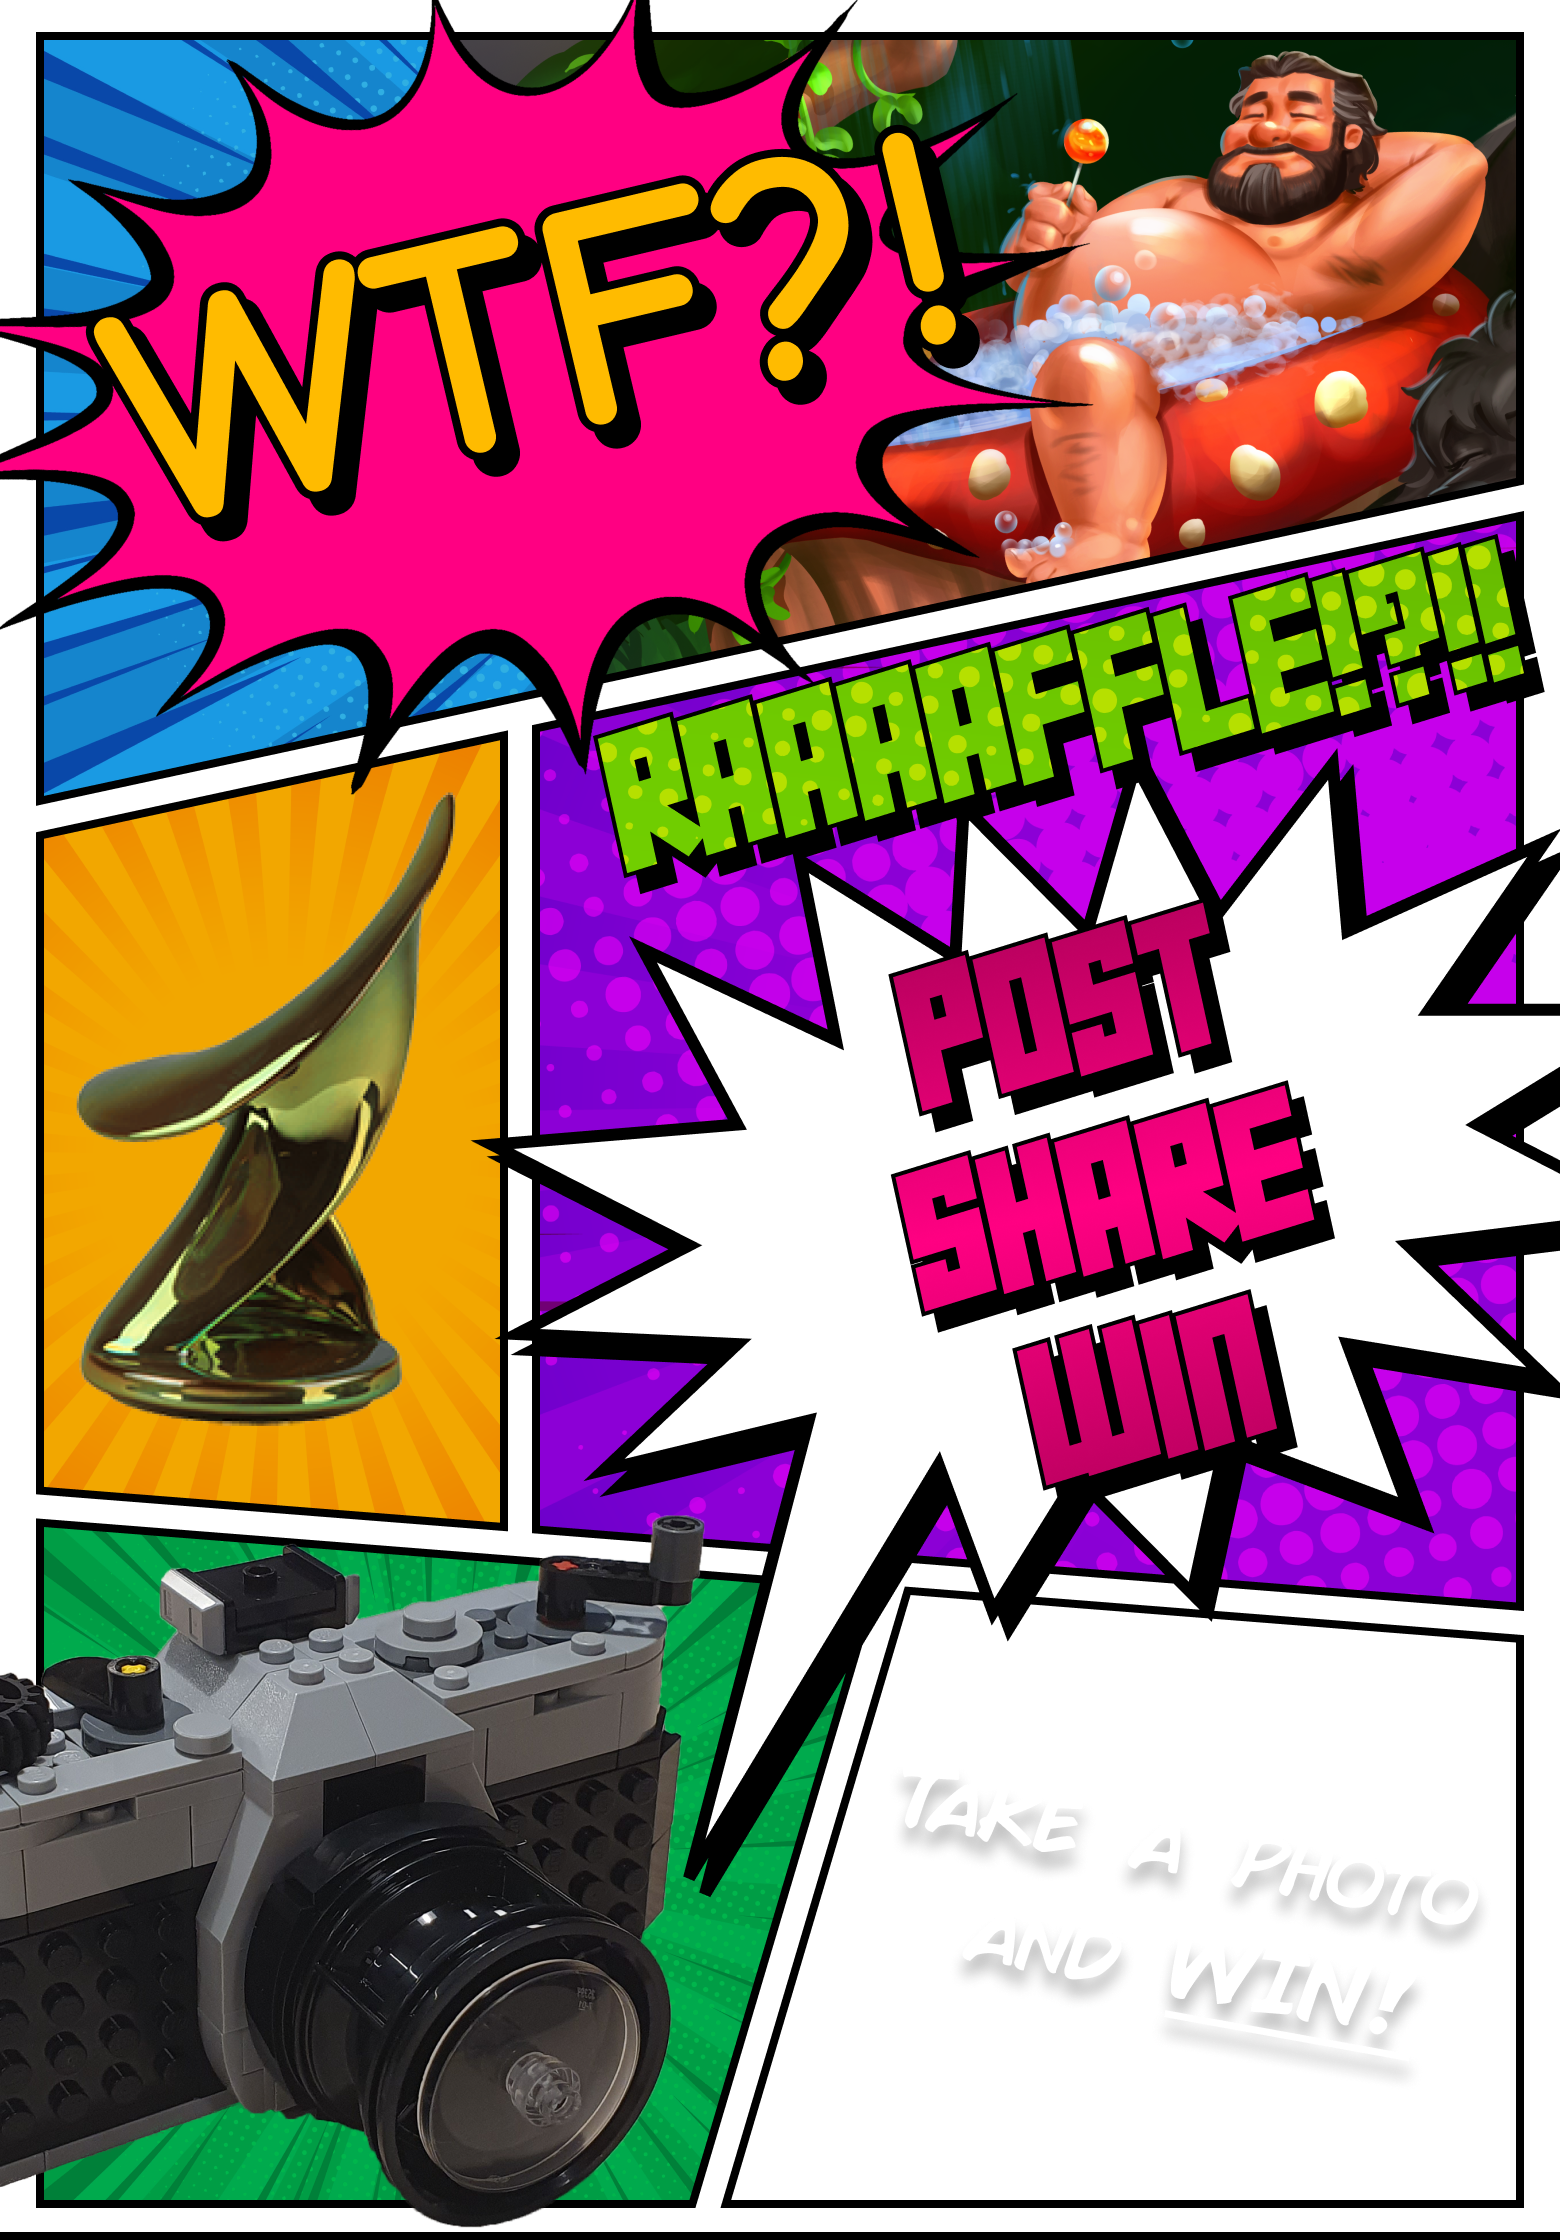 WTF?!
RAAAAFFLE!?!!
POST
SHARE
WIN
TAKE A PHOTO
AND WIN!